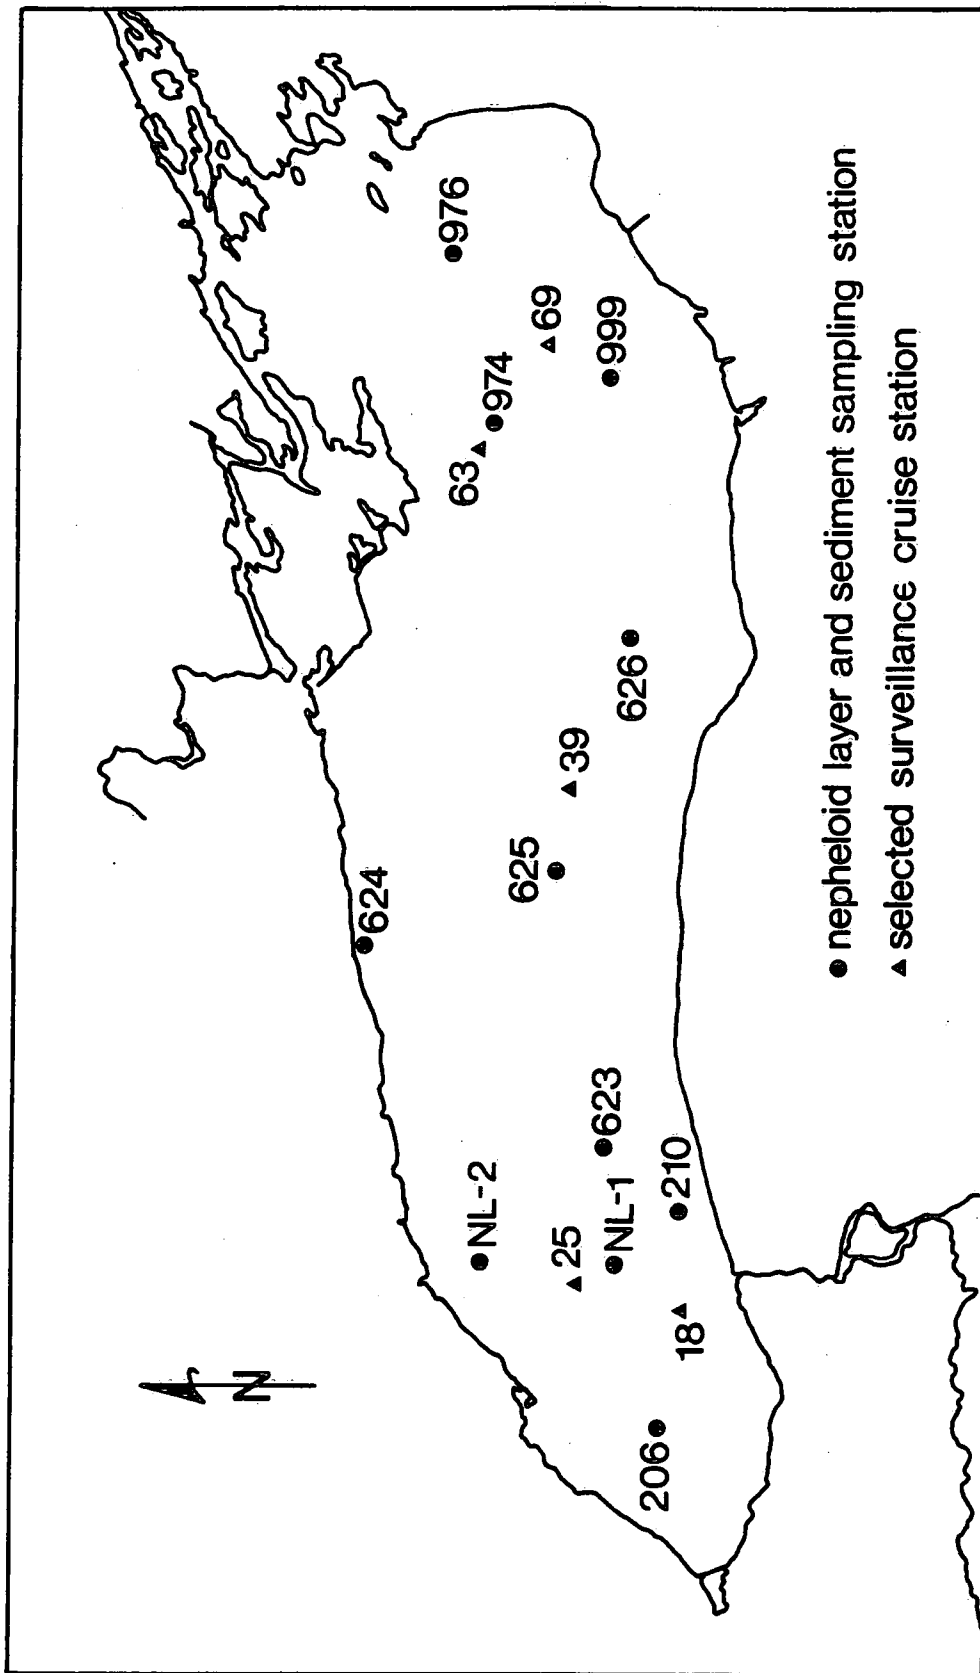 N
976
69
999
974
63
626
39
625
624
623
210
NL-2
25
NL-1
18
206
● nepheloid layer and sediment sampling station
▲ selected surveillance cruise station